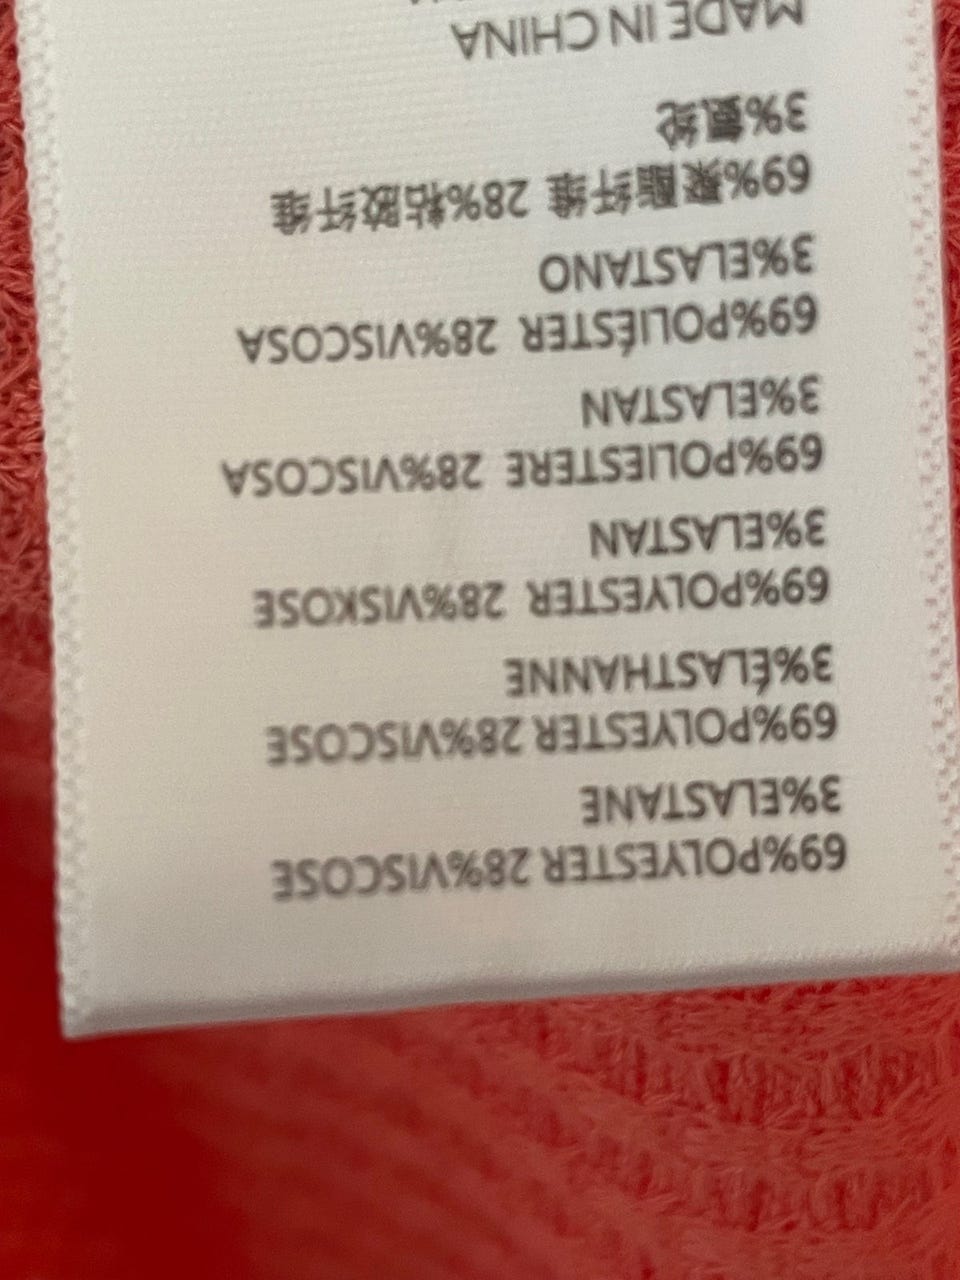 69%POLYESTER 28%VISCOSE
3%ELASTANE
69%POLYESTER 28%VISCOSE
3%ÉLASTHANNE
69%POLYESTER 28%VISKOSE
3%ELASTAN
69%POLIESTERE 28%VISCOSA
3%ELASTAN
69%POLIÉSTER 28%VISCOSA
3%ELASTANO
69%聚酯纤维 28%粘胶纤维
3%氨纶
MADE IN CHINA